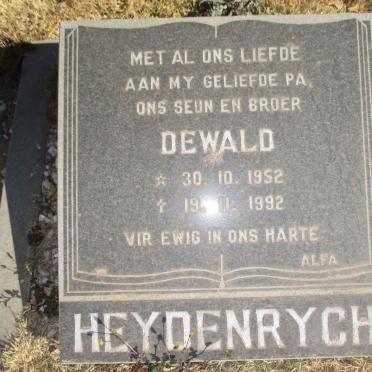 MET AL ONS LIEFDE
AAN MY GELIEFDE PA,
ONS SEUN EN BROER
DEWALD
☆ 30. 10. 1952
† 19. 11. 1992
VIR EWIG IN ONS HARTE
ALFA
HEYDENRYCH